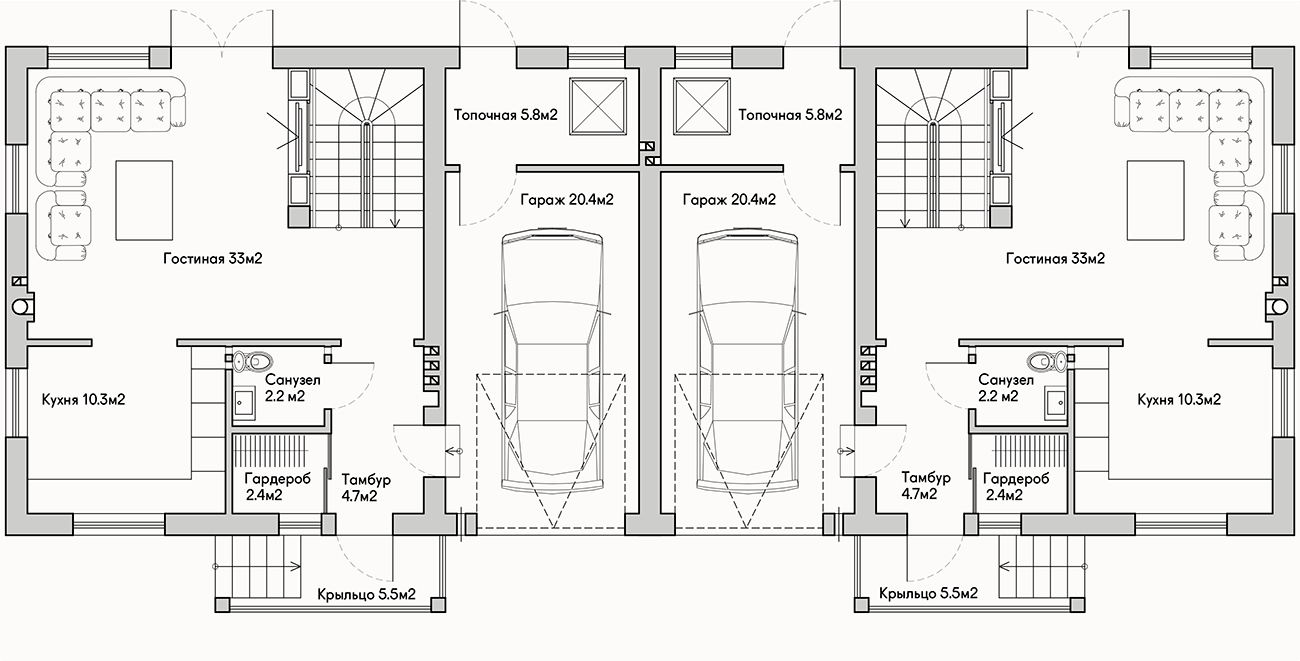 Топочная 5.8м2
Топочная 5.8м2
Гараж 20.4м2
Гараж 20.4м2
Гостиная 33м2
Гостиная 33м2
Санузел
2.2 м2
Санузел
2.2 м2
Кухня 10.3м2
Кухня 10.3м2
Гардероб
2.4м2
Тамбур
4.7м2
Тамбур
4.7м2
Гардероб
2.4м2
Крыльцо 5.5м2
Крыльцо 5.5м2